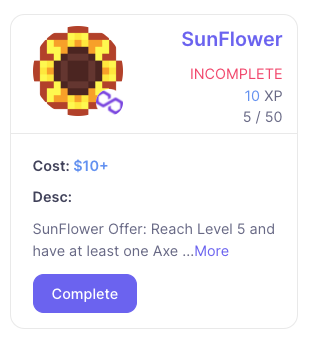 SunFlower
INCOMPLETE
10 XP
5 / 50
Cost: $10+
Desc:
SunFlower Offer: Reach Level 5 and
have at least one Axe ...More
Complete